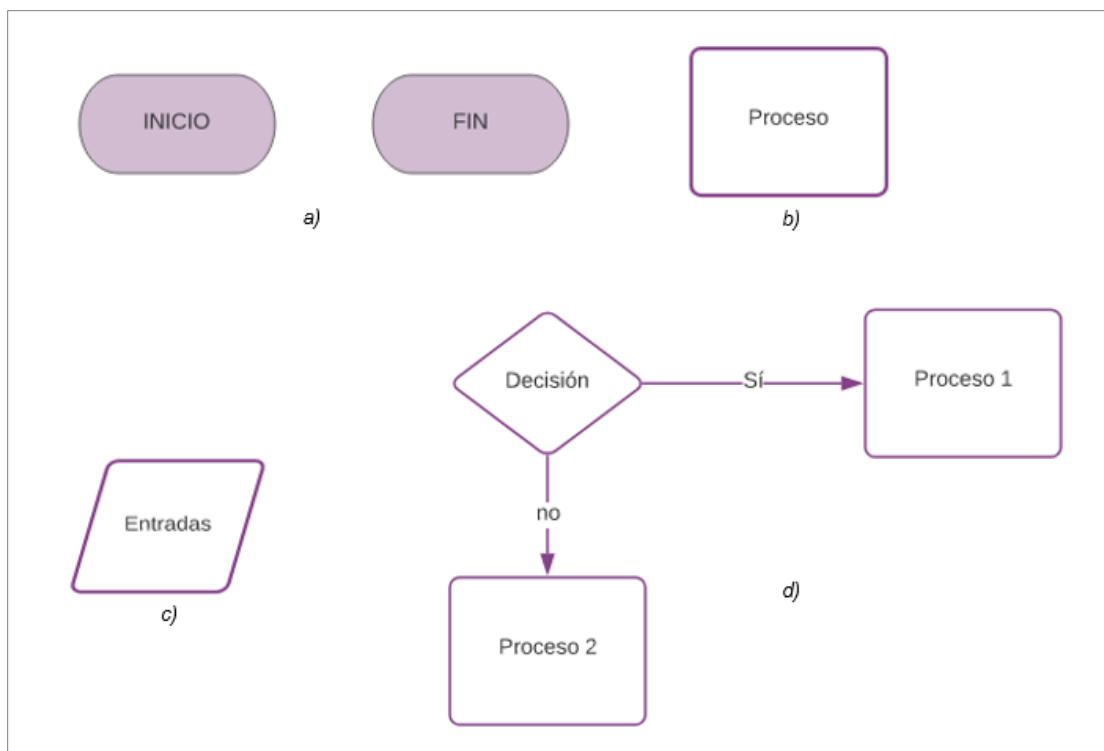 INICIO
FIN
Proceso
a)
b)
Decisión
Sí
Proceso 1
Entradas
no
c)
d)
Proceso 2